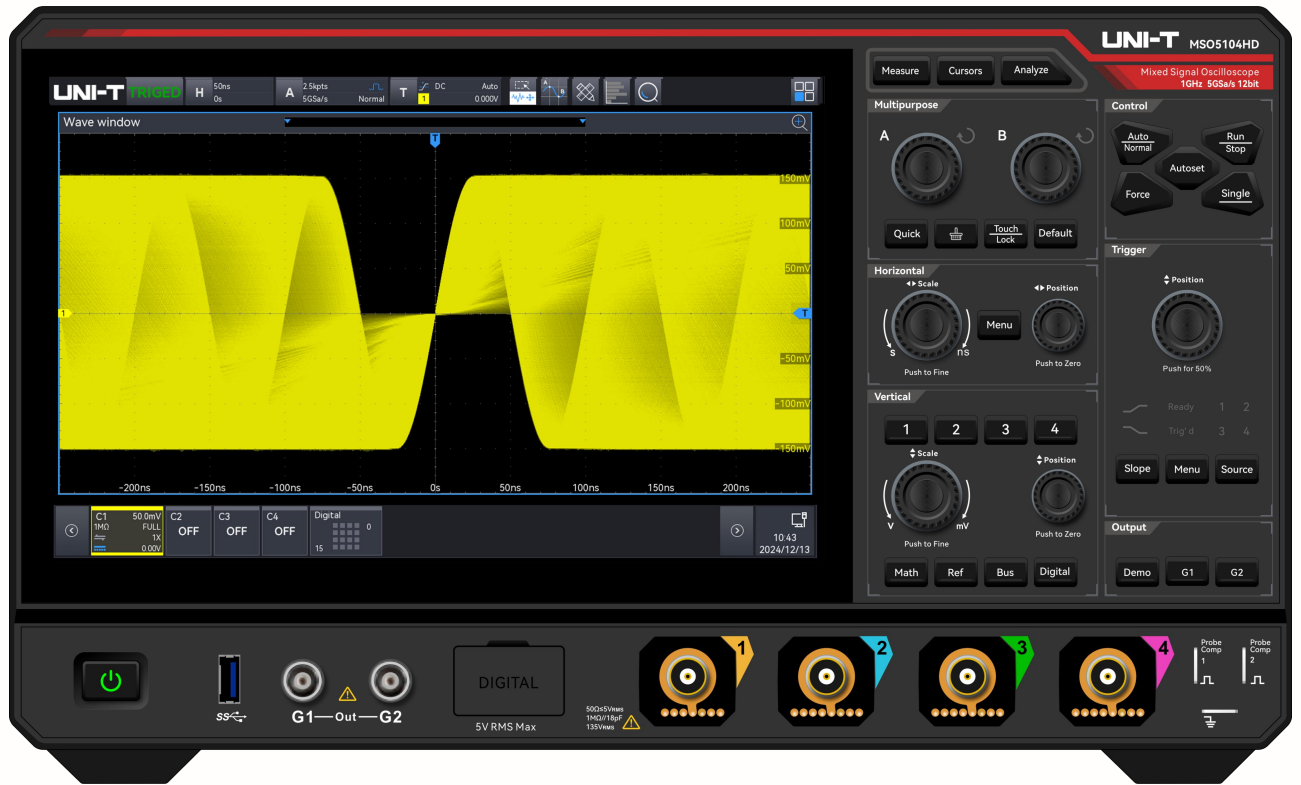 UNI-T MSO5104HD
Mixed Signal Oscilloscope
1GHz 5GSa/s 12bit
Measure Cursors Analyze
UNI-T TRIGED H 50ns 0s A 2.5kpts 5GSa/s Normal T 1 DC Auto 0.000V
Wave window
T
A B
150mV
100mV
50mV
1 T
-50mV
-100mV
-150mV
-200ns -150ns -100ns -50ns 0s 50ns 100ns 150ns 200ns
C1 50.0mV
1MΩ FULL
1X
0.00V
C2
OFF
C3
OFF
C4
OFF
Digital
0
15
10:43
2024/12/13
Multipurpose
A B
Quick Touch Lock Default
Horizontal
Scale Position
s ns
Menu
Push to Fine Push to Zero
Vertical
1 2 3 4
Scale Position
V mV
Push to Fine Push to Zero
Math Ref Bus Digital
Control
Auto Normal
Run Stop
Autoset
Force Single
Trigger
Position
Push for 50%
Ready 1 2
Trig'd 3 4
Slope Menu Source
Output
Demo G1 G2
SS
G1—Out—G2
DIGITAL
5V RMS Max
50Ω≤5VRMS
1MΩ//18pF
135VRMS
1 2 3 4
Probe Comp 1
Probe Comp 2